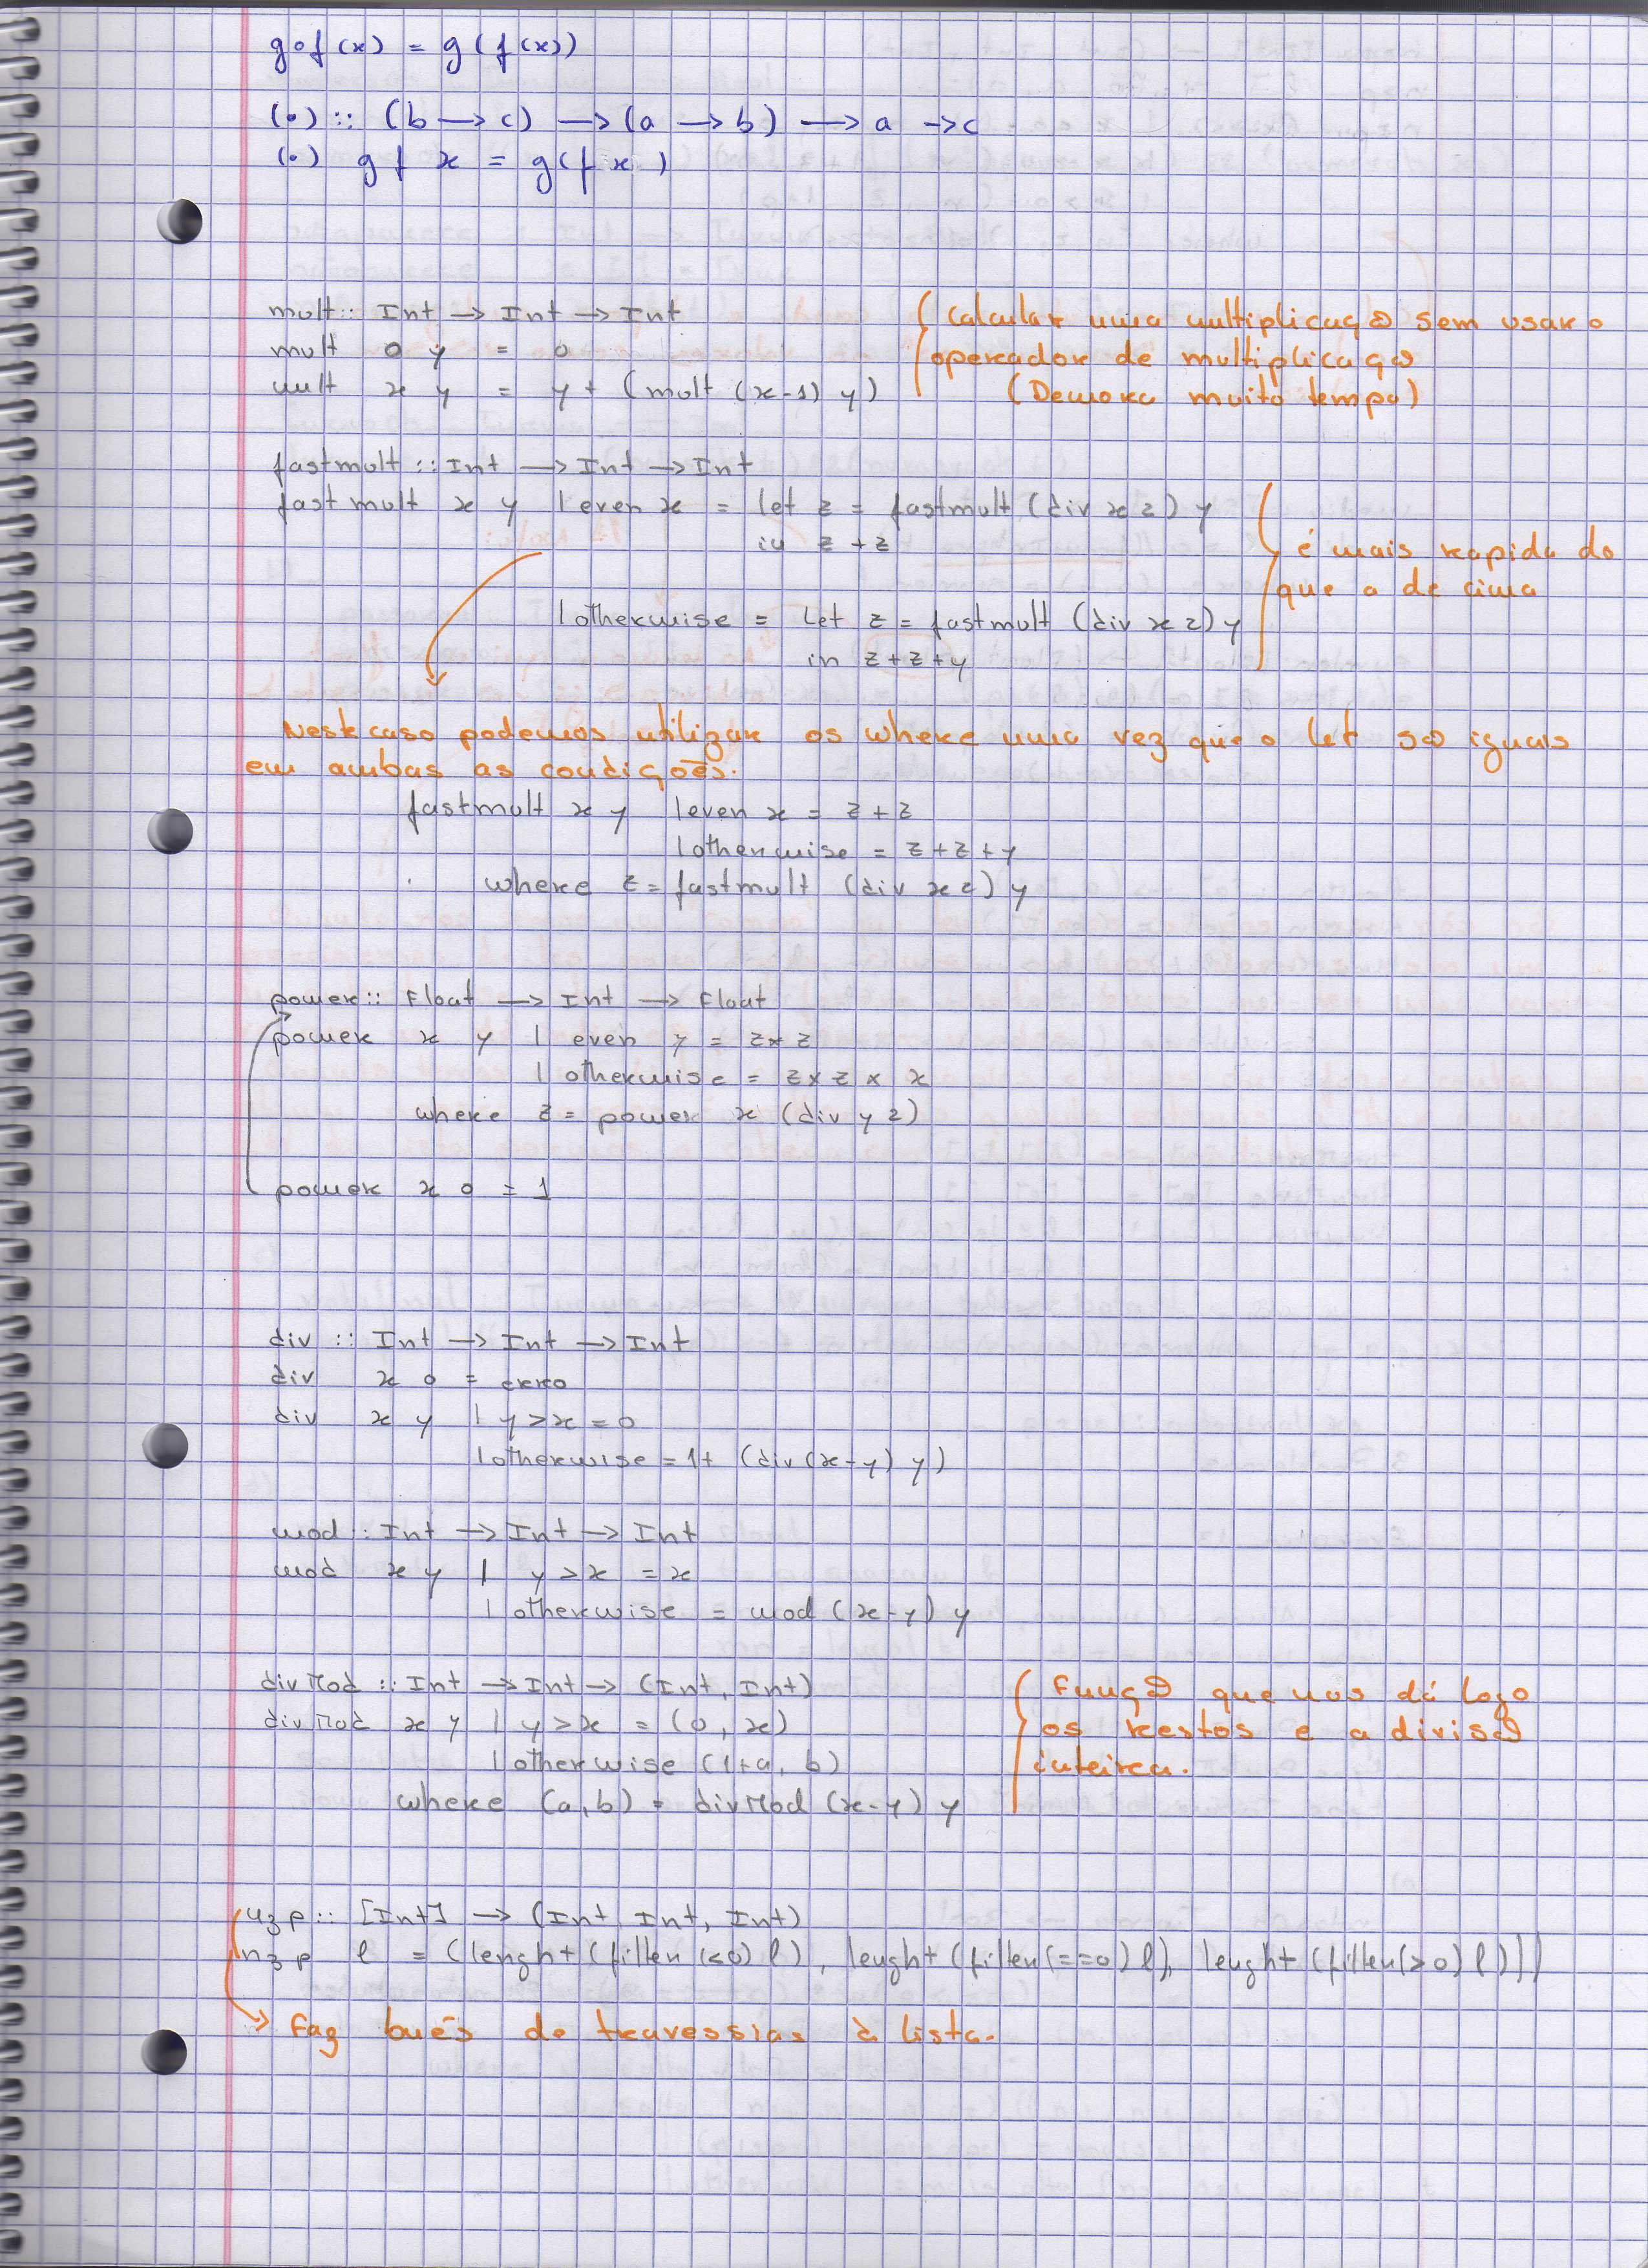 g∘f(x) = g(f(x))
(.) :: (b → c) → (a → b) → a → c
(.) g f x = g(f x)
mult :: Int → Int → Int
mult 0 y = 0
mult x y = y + (mult (x-1) y)
Calcular uma multiplicação sem usar o
operador de multiplicação
(Demora muito tempo)
fastmult :: Int → Int → Int
fastmult x y | even x = let z = fastmult (div x 2) y
in z + z
| otherwise = let z = fastmult (div x 2) y
in z + z + y
é mais rapida do
que a de cima
Neste caso podemos utilizar os where uma vez que o let são iguais
em ambas as condições.
fastmult x y | even x = z + z
| otherwise = z + z + y
where z = fastmult (div x 2) y
power :: Float → Int → Float
power x y | even y = z * z
| otherwise = z * z * x
where z = power x (div y 2)
power x 0 = 1
div :: Int → Int → Int
div x 0 = erro
div x y | y > x = 0
| otherwise = 1 + (div (x-y) y)
mod :: Int → Int → Int
mod x y | y > x = x
| otherwise = mod (x-y) y
divMod :: Int → Int → (Int, Int)
divMod x y | y > x = (0, x)
| otherwise (1+a, b)
where (a, b) = divMod (x-y) y
Função que nos dá logo
os restos e a divisão
inteira.
nzp :: [Int] → (Int, Int, Int)
nzp l = (lenght (filter (<0) l), lenght (filter (==0) l), lenght (filter (>0) l)))
Faz bués de travessias à lista.